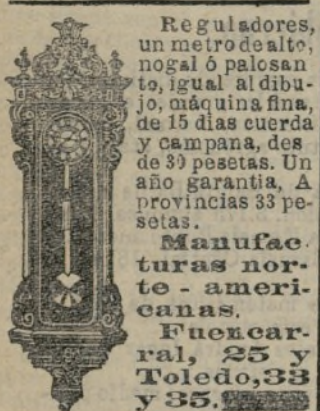 Reguladores,
un metro de alto,
nogal ó palosan
to, igual al dibu-
jo, máquina fina,
de 15 dias cuerda
y campana, des
de 30 pesetas. Un
año garantia, A
provincias 33 pe-
setas.
Manufac
turas nor-
te - ameri-
canas.
Fuencar-
ral, 25 y
Toledo,33
y 35.